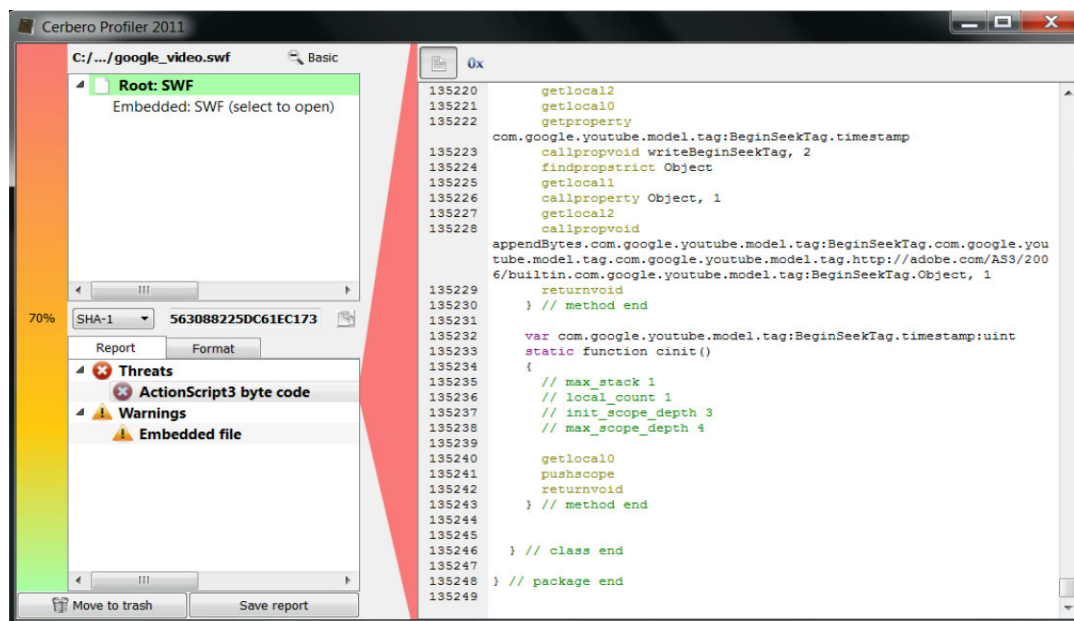 Cerbero Profiler 2011
C:/.../google_video.swf
Basic
Root: SWF
Embedded: SWF (select to open)
70%
SHA-1
563088225DC61EC173
Report
Format
Threats
ActionScript3 byte code
Warnings
Embedded file
Move to trash
Save report
0x
135220 getlocal2
135221 getlocal0
135222 getproperty
com.google.youtube.model.tag:BeginSeekTag.timestamp
135223 callpropvoid writeBeginSeekTag, 2
135224 findpropstrict Object
135225 getlocal1
135226 callproperty Object, 1
135227 getlocal2
135228 callpropvoid
appendBytes.com.google.youtube.model.tag:BeginSeekTag.com.google.you
tube.model.tag.com.google.youtube.model.tag.http://adobe.com/AS3/200
6/builtin.com.google.youtube.model.tag:BeginSeekTag.Object, 1
135229 returnvoid
135230 } // method end
135231
135232 var com.google.youtube.model.tag:BeginSeekTag.timestamp:uint
135233 static function cinit()
135234 {
135235 // max_stack 1
135236 // local_count 1
135237 // init_scope_depth 3
135238 // max_scope_depth 4
135239
135240 getlocal0
135241 pushscope
135242 returnvoid
135243 } // method end
135244
135245
135246 } // class end
135247
135248 } // package end
135249